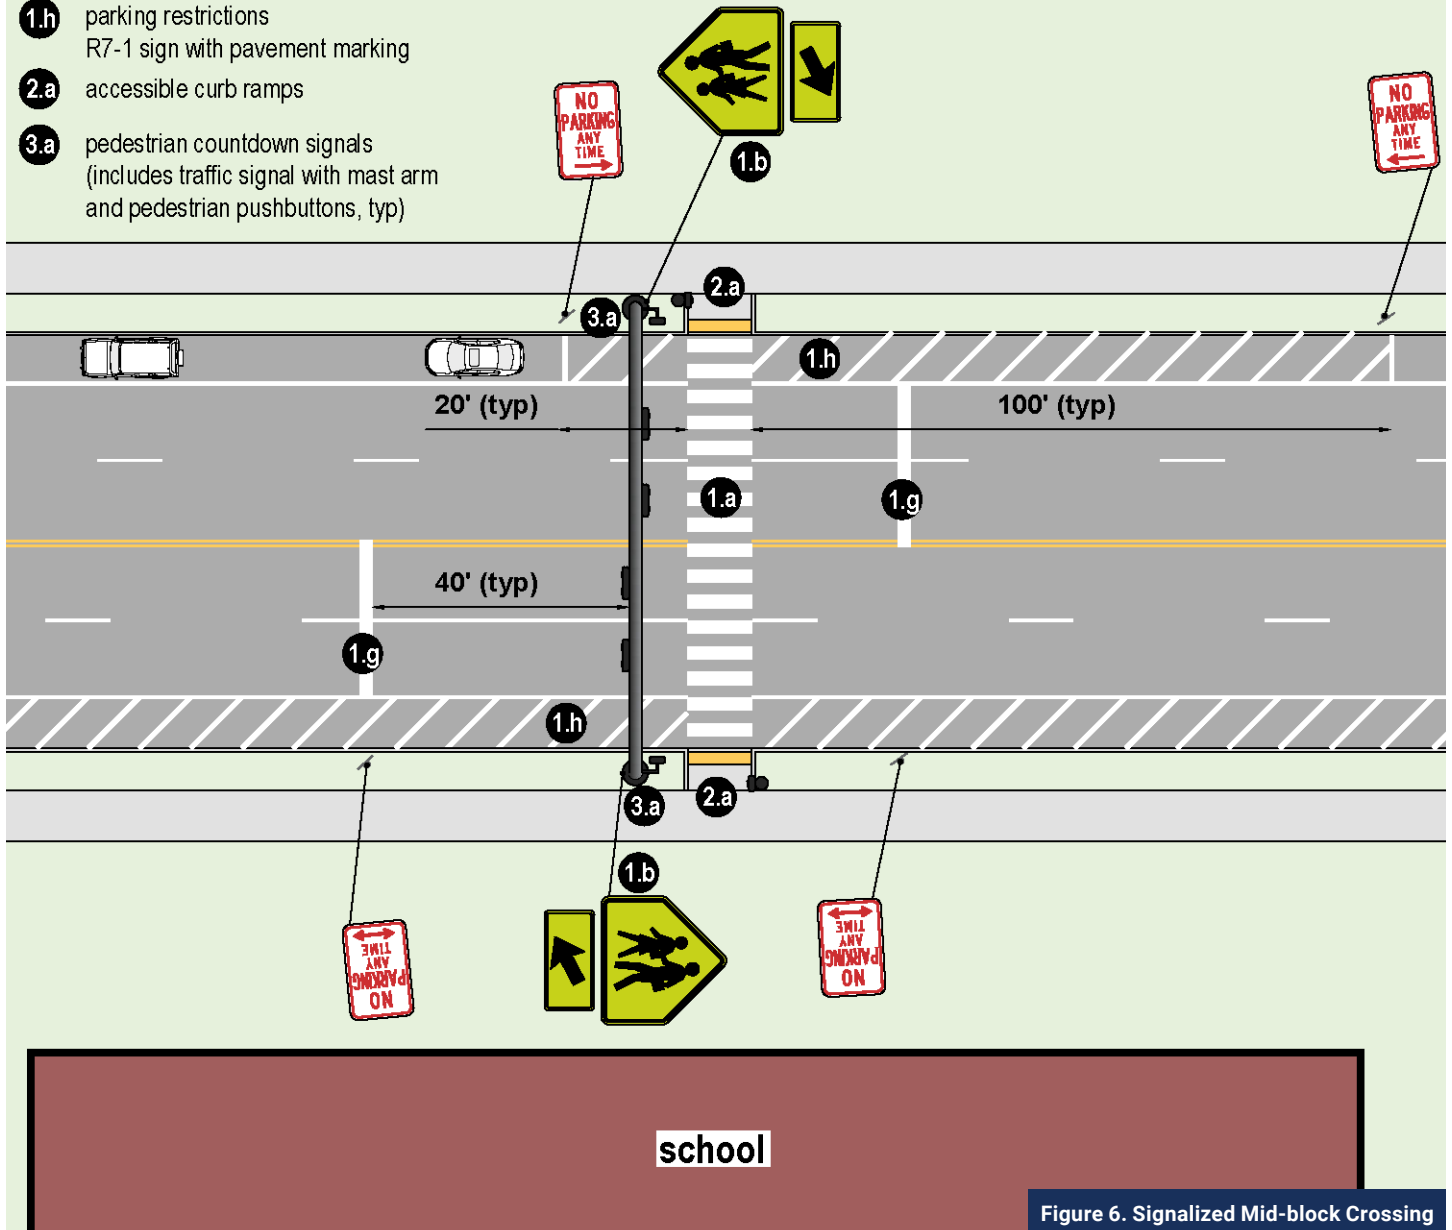 1.h parking restrictions
R7-1 sign with pavement marking
2.a accessible curb ramps
3.a pedestrian countdown signals
(includes traffic signal with mast arm
and pedestrian pushbuttons, typ)
NO
PARKING
ANY
TIME
NO
PARKING
ANY
TIME
1.b
2.a
3.a
1.h
20' (typ)
100' (typ)
1.a
1.g
40' (typ)
1.g
1.h
3.a
2.a
1.b
NO
PARKING
ANY
TIME
NO
PARKING
ANY
TIME
school
Figure 6. Signalized Mid-block Crossing